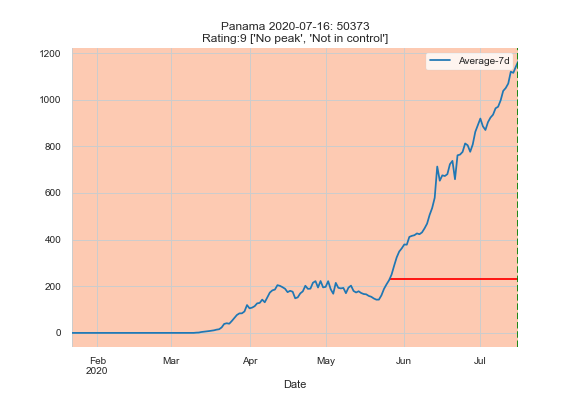 Panama 2020-07-16: 50373
Rating:9 ['No peak', 'Not in control']
Average-7d
1200
1000
800
600
400
200
0
Feb
2020
Mar
Apr
May
Jun
Jul
Date